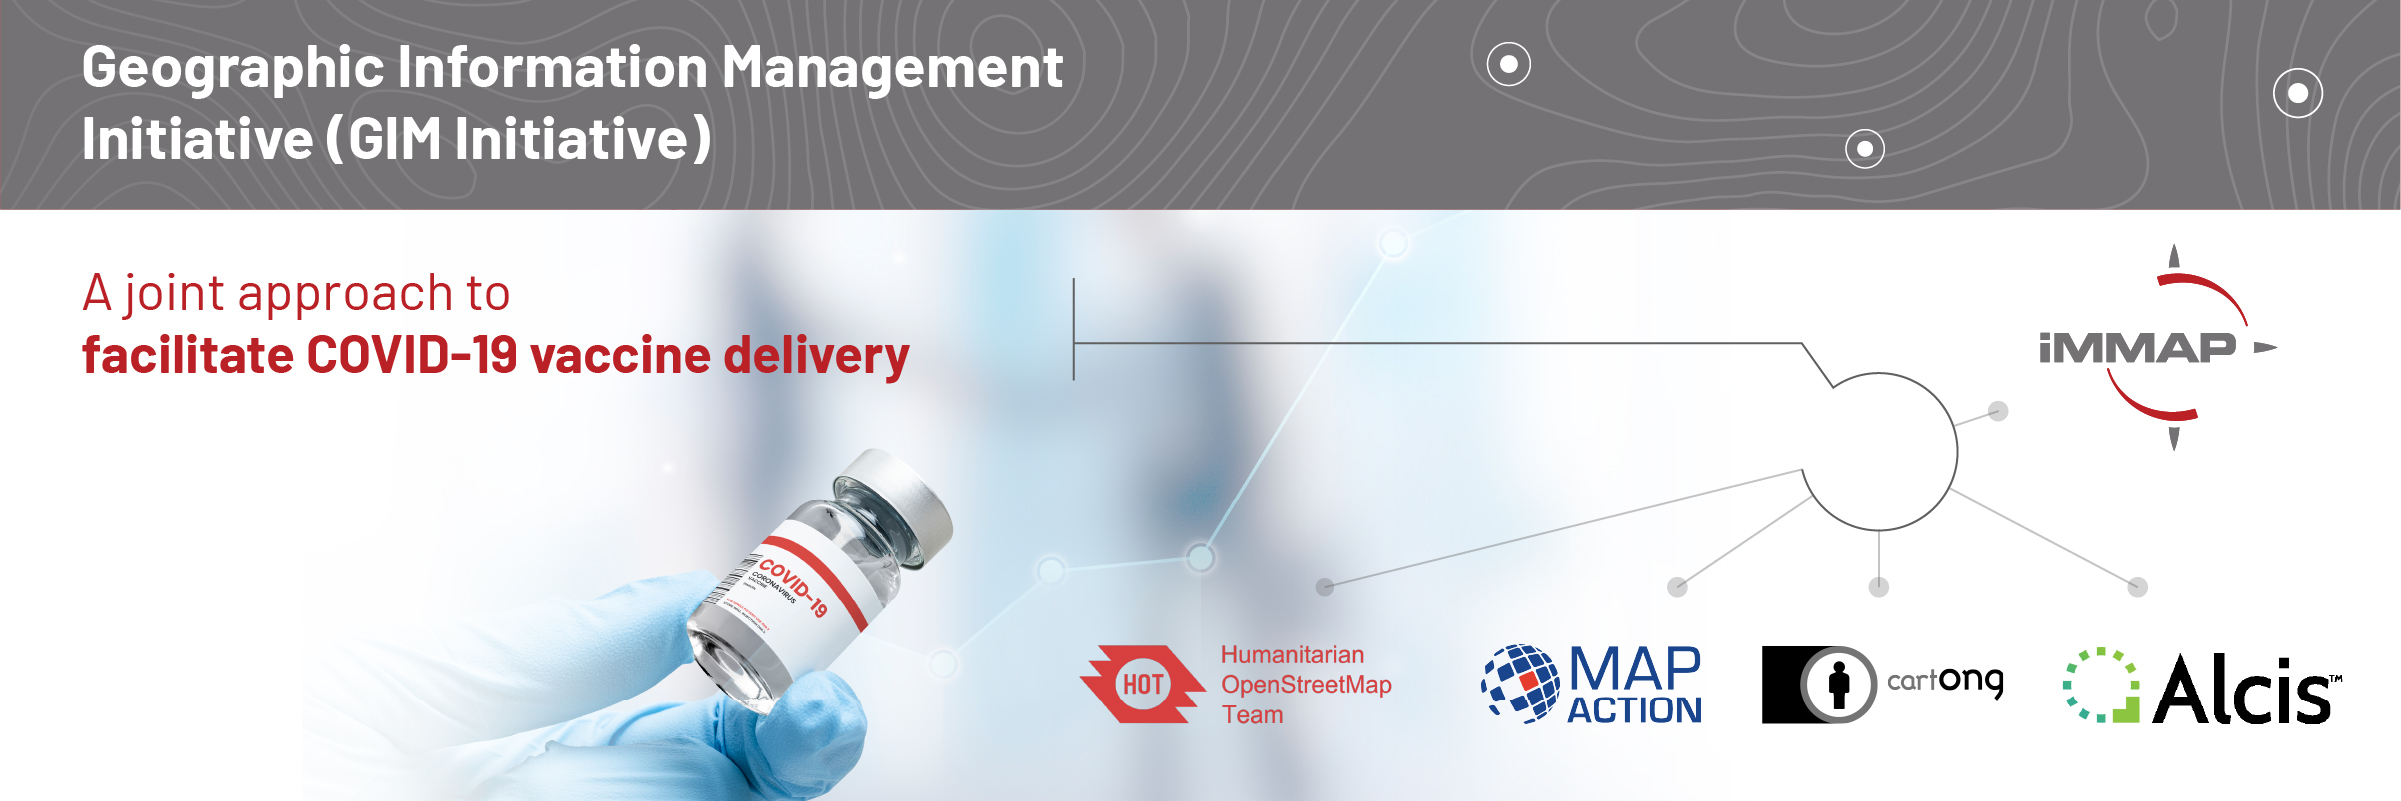 Geographic Information Management
Initiative (GIM Initiative)
A joint approach to
facilitate COVID-19 vaccine delivery
iMMAP
COVID-19
CORONAVIRUS
VACCINE
HOT
Humanitarian
OpenStreetMap
Team
MAP
ACTION
cartong
Alcis™